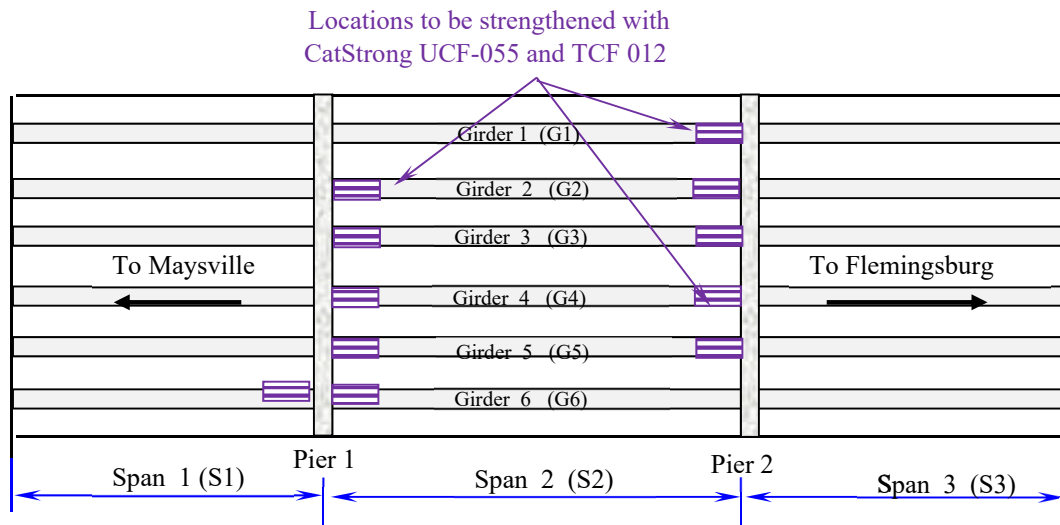 Locations to be strengthened with
CatStrong UCF-055 and TCF 012
Girder 1 (G1)
Girder 2 (G2)
Girder 3 (G3)
To Maysville
To Flemingsburg
Girder 4 (G4)
Girder 5 (G5)
Girder 6 (G6)
Pier 1
Pier 2
Span 1 (S1)
Span 2 (S2)
Span 3 (S3)